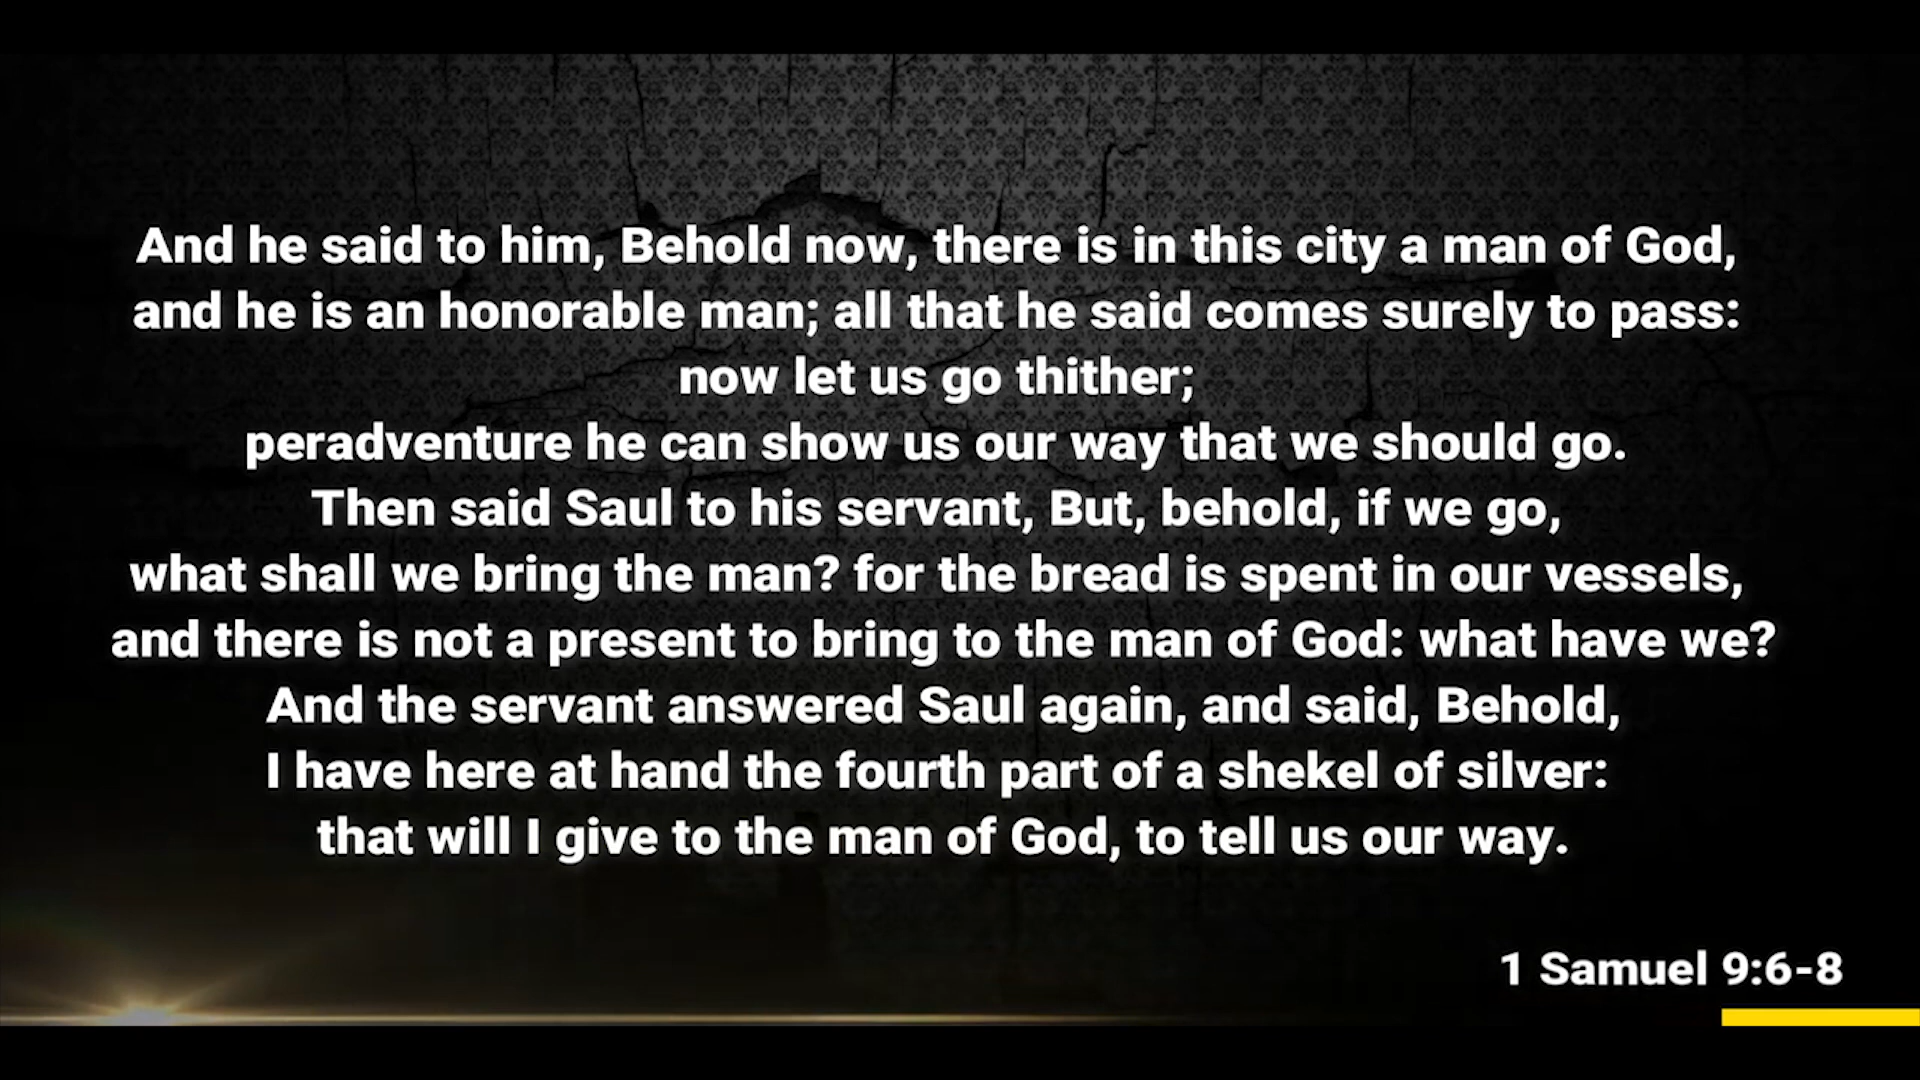 And he said to him, Behold now, there is in this city a man of God,
and he is an honorable man; all that he said comes surely to pass:
now let us go thither;
peradventure he can show us our way that we should go.
Then said Saul to his servant, But, behold, if we go,
what shall we bring the man? for the bread is spent in our vessels,
and there is not a present to bring to the man of God: what have we?
And the servant answered Saul again, and said, Behold,
I have here at hand the fourth part of a shekel of silver:
that will I give to the man of God, to tell us our way.
1 Samuel 9:6-8